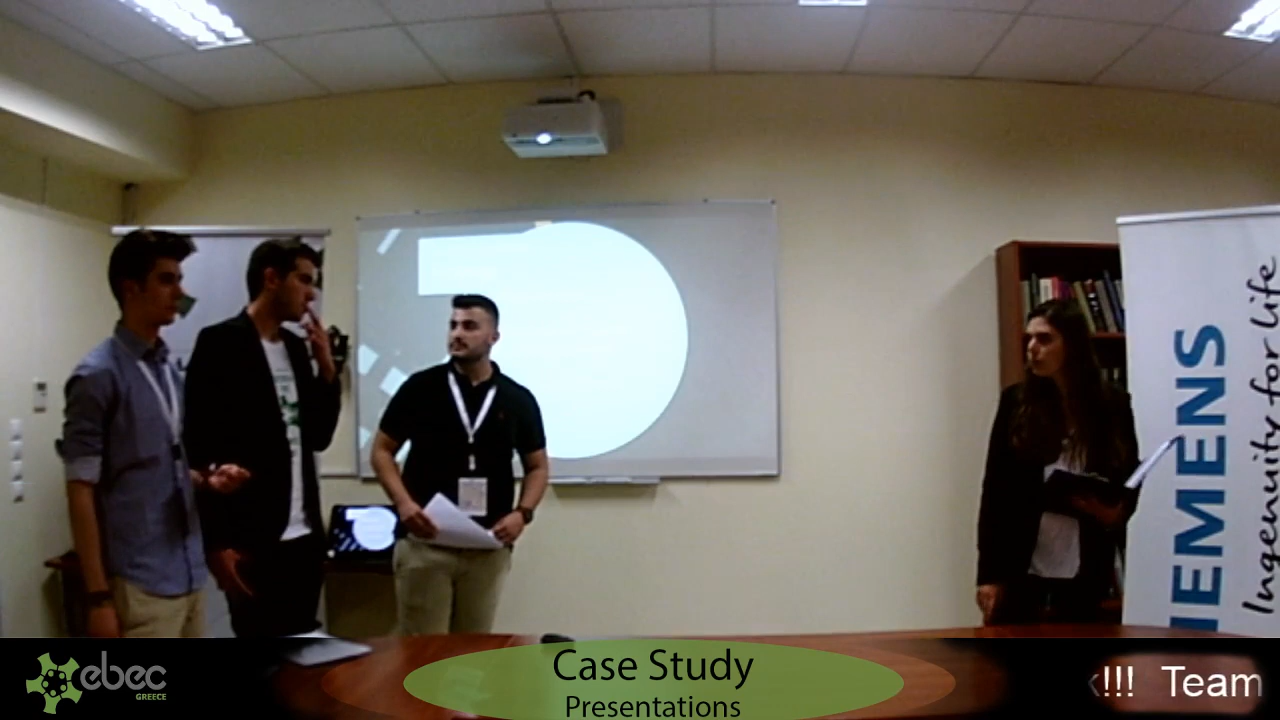 SIEMENS
Ingenuity for life
ebec
GREECE
Case Study
Presentations
!!! Team